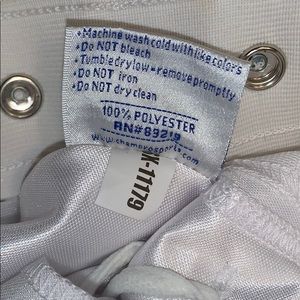 •Machine wash cold with like colors
•Do NOT bleach
•Tumble dry low-remove promptly
•Do NOT iron
•Do NOT dry clean
100% POLYESTER
RN#89219
www.champrosports.com
K-11179